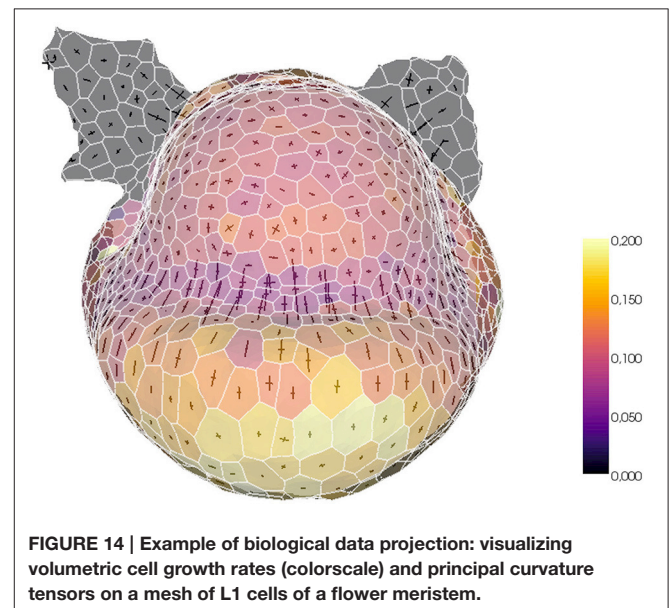 0,200
0,150
0,100
0,050
0,000
FIGURE 14 | Example of biological data projection: visualizing
volumetric cell growth rates (colorscale) and principal curvature
tensors on a mesh of L1 cells of a flower meristem.